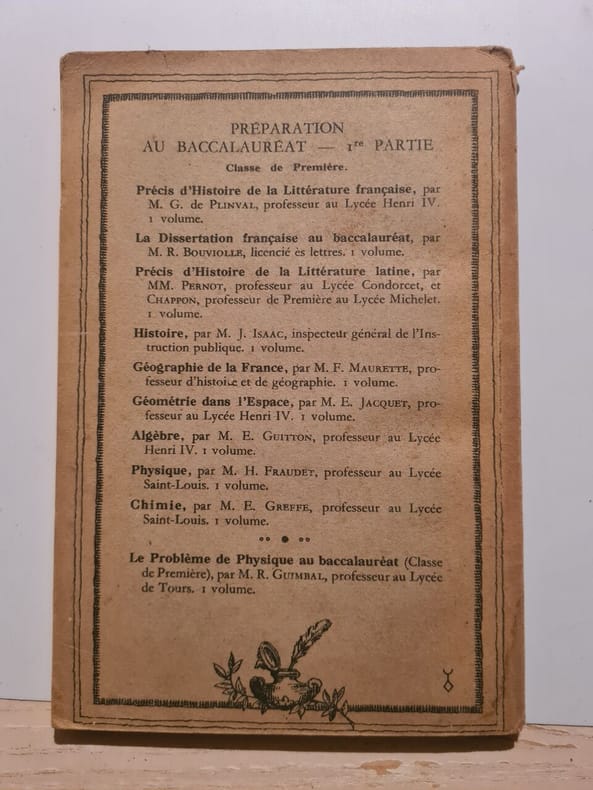 PRÉPARATION
AU BACCALAURÉAT — 1re PARTIE
Classe de Première.
Précis d'Histoire de la Littérature française, par
M. G. de PLINVAL, professeur au Lycée Henri IV.
1 volume.
La Dissertation française au baccalauréat, par
M. R. BOUVIOLLE, licencié ès lettres. 1 volume.
Précis d'Histoire de la Littérature latine, par
MM. PERNOT, professeur au Lycée Condorcet, et
CHAPPON, professeur de Première au Lycée Michelet.
1 volume.
Histoire, par M. J. ISAAC, inspecteur général de l'Ins-
truction publique. 1 volume.
Géographie de la France, par M. F. MAURETTE, pro-
fesseur d'histoire et de géographie. 1 volume.
Géométrie dans l'Espace, par M. E. JACQUET, pro-
fesseur au Lycée Henri IV. 1 volume.
Algèbre, par M. E. GUITTON, professeur au Lycée
Henri IV. 1 volume.
Physique, par M. H. FRAUDET, professeur au Lycée
Saint-Louis. 1 volume.
Chimie, par M. E. GREFFE, professeur au Lycée
Saint-Louis. 1 volume.
Le Problème de Physique au baccalauréat (Classe
de Première), par M. R. GUIMBAL, professeur au Lycée
de Tours. 1 volume.